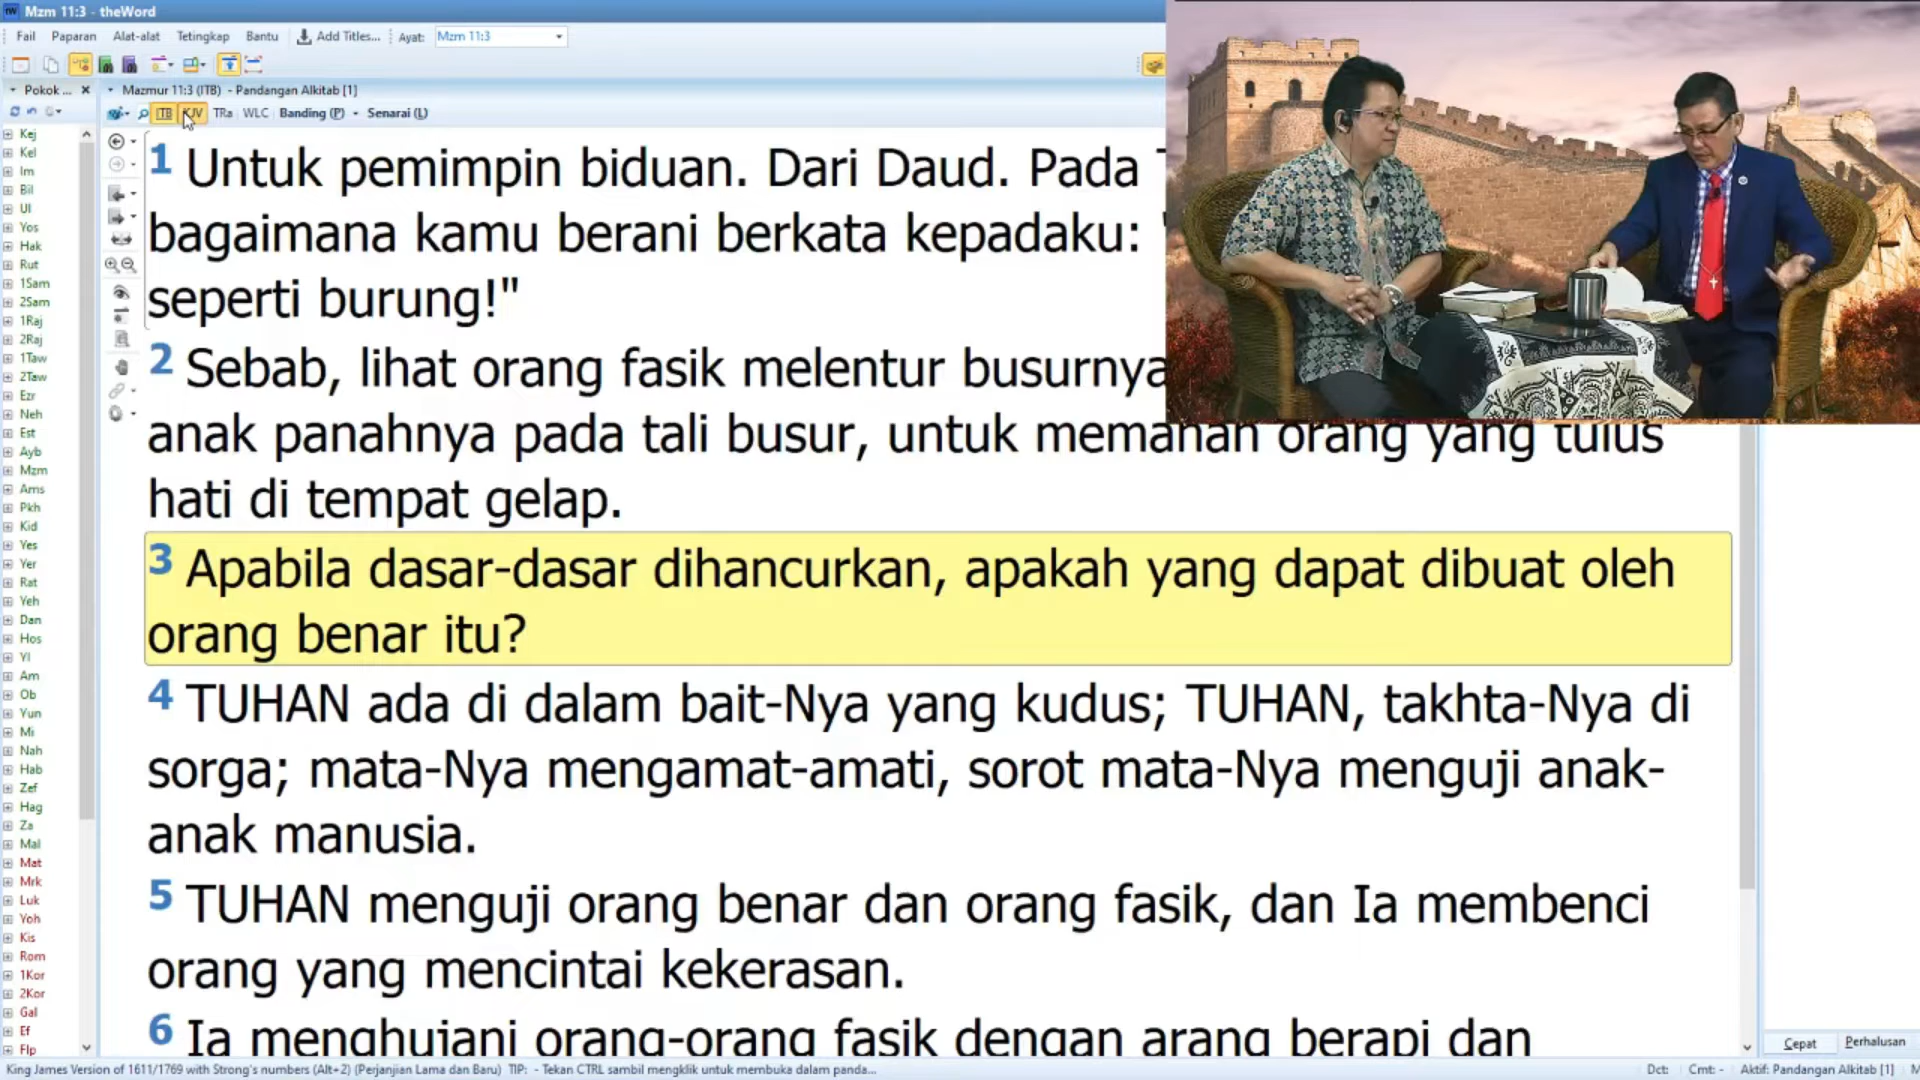 Mzm 11:3 - theWord
Fail Paparan Alat-alat Tetingkap Bantu Add Titles... Ayat: Mzm 11:3
Pokok ...
Mazmur 11:3 (ITB) - Pandangan Alkitab [1]
ITB KJV TRa WLC Banding (P) Senarai (L)
Kej
Kel
Im
Bil
Ul
Yos
Hak
Rut
1Sam
2Sam
1Raj
2Raj
1Taw
2Taw
Ezr
Neh
Est
Ayb
Mzm
Ams
Pkh
Kid
Yes
Yer
Rat
Yeh
Dan
Hos
Yl
Am
Ob
Yun
Mi
Nah
Hab
Zef
Hag
Za
Mal
Mat
Mrk
Luk
Yoh
Kis
Rom
1Kor
2Kor
Gal
Ef
Flp
1 Untuk pemimpin biduan. Dari Daud. Pada
bagaimana kamu berani berkata kepadaku:
seperti burung!"
2 Sebab, lihat orang fasik melentur busurnya
anak panahnya pada tali busur, untuk memanah orang yang tulus
hati di tempat gelap.
3 Apabila dasar-dasar dihancurkan, apakah yang dapat dibuat oleh
orang benar itu?
4 TUHAN ada di dalam bait-Nya yang kudus; TUHAN, takhta-Nya di
sorga; mata-Nya mengamat-amati, sorot mata-Nya menguji anak-
anak manusia.
5 TUHAN menguji orang benar dan orang fasik, dan Ia membenci
orang yang mencintai kekerasan.
6 Ia menghujani orang-orang fasik dengan arang berapi dan
Cepat Perhalusan
King James Version of 1611/1769 with Strong's numbers (Alt+2) (Perjanjian Lama dan Baru) TIP: - Tekan CTRL sambil mengklik untuk membuka dalam panda... Dct: Cmt: - Aktif: Pandangan Alkitab [1]